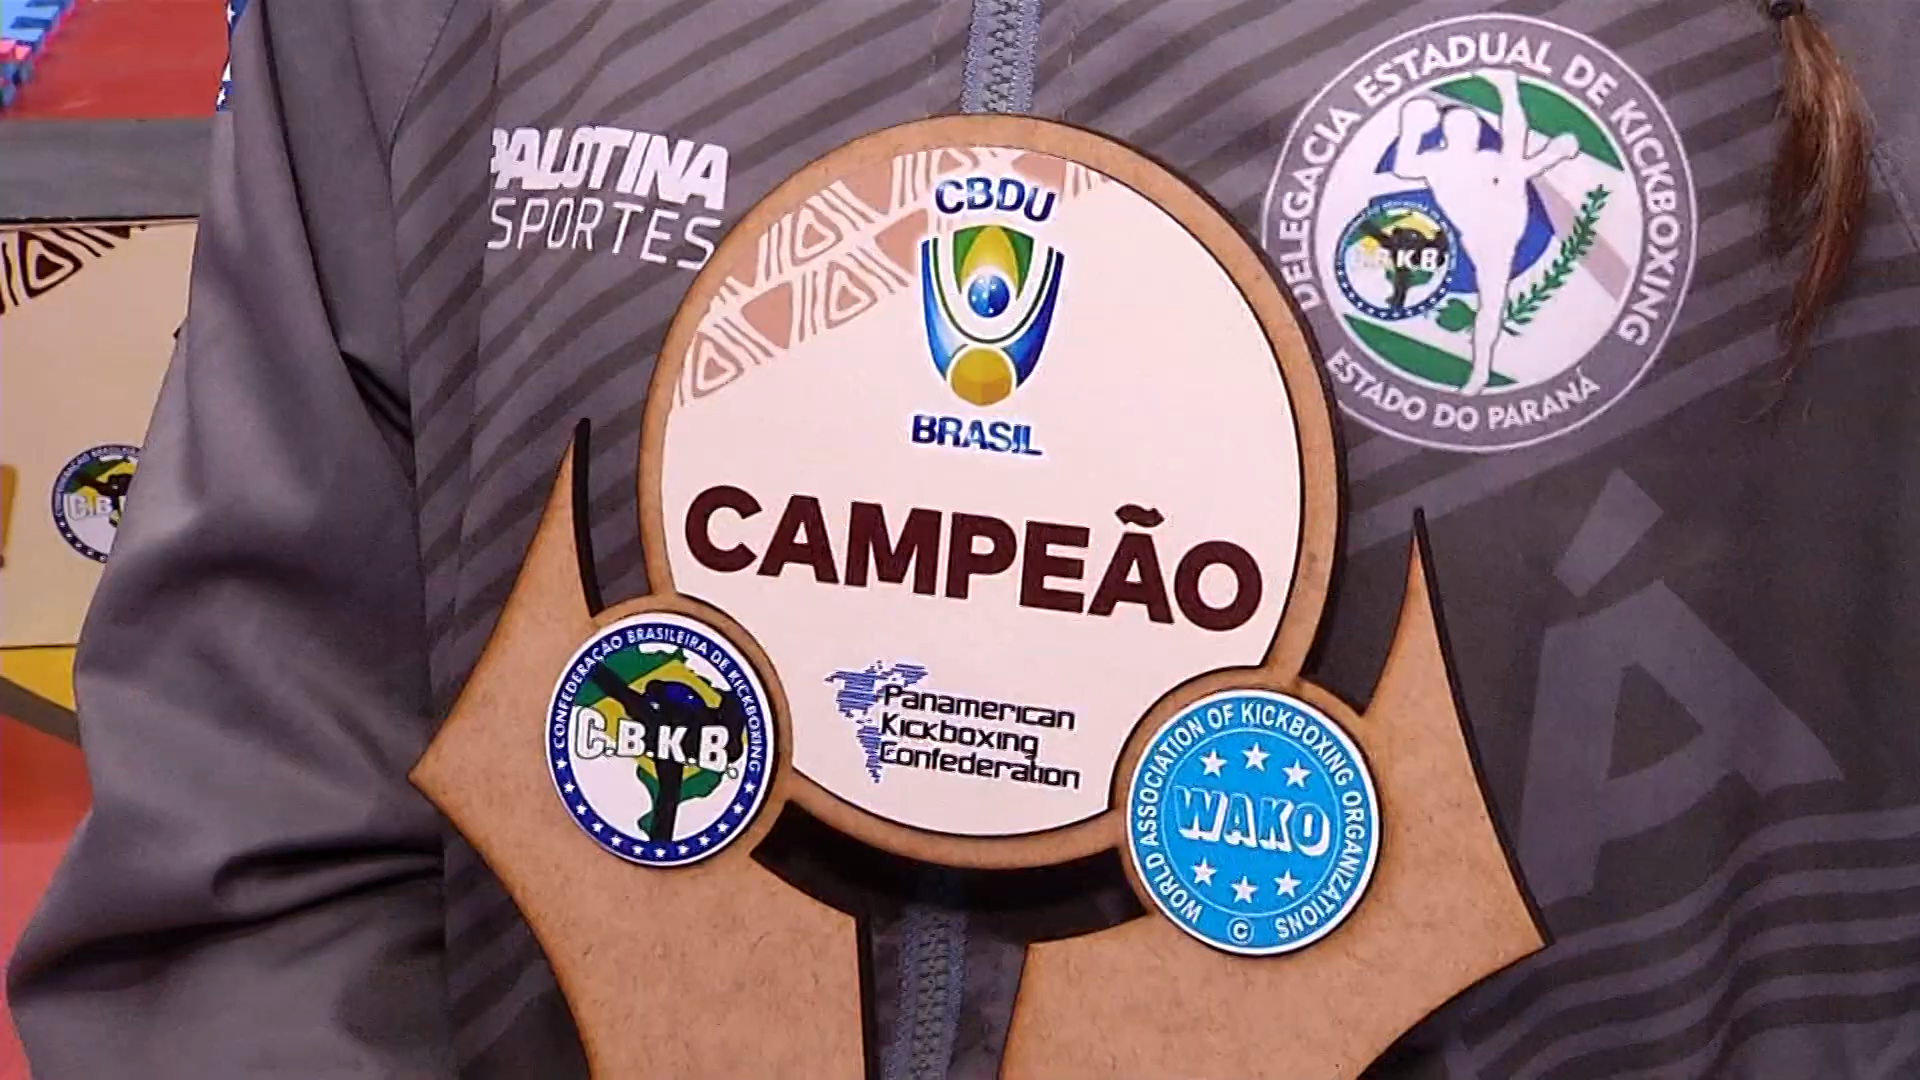 PALOTINA
ESPORTES
CBDU
BRASIL
CAMPEÃO
Panamerican
Kickboxing
Confederation
CONFEDERAÇÃO BRASILEIRA DE KICKBOXING
C.B.K.B.
WORLD ASSOCIATION OF KICKBOXING ORGANIZATIONS
WAKO
©
DELEGACIA ESTADUAL DE KICKBOXING
C.B.K.B.
ESTADO DO PARANÁ
Á
C.B